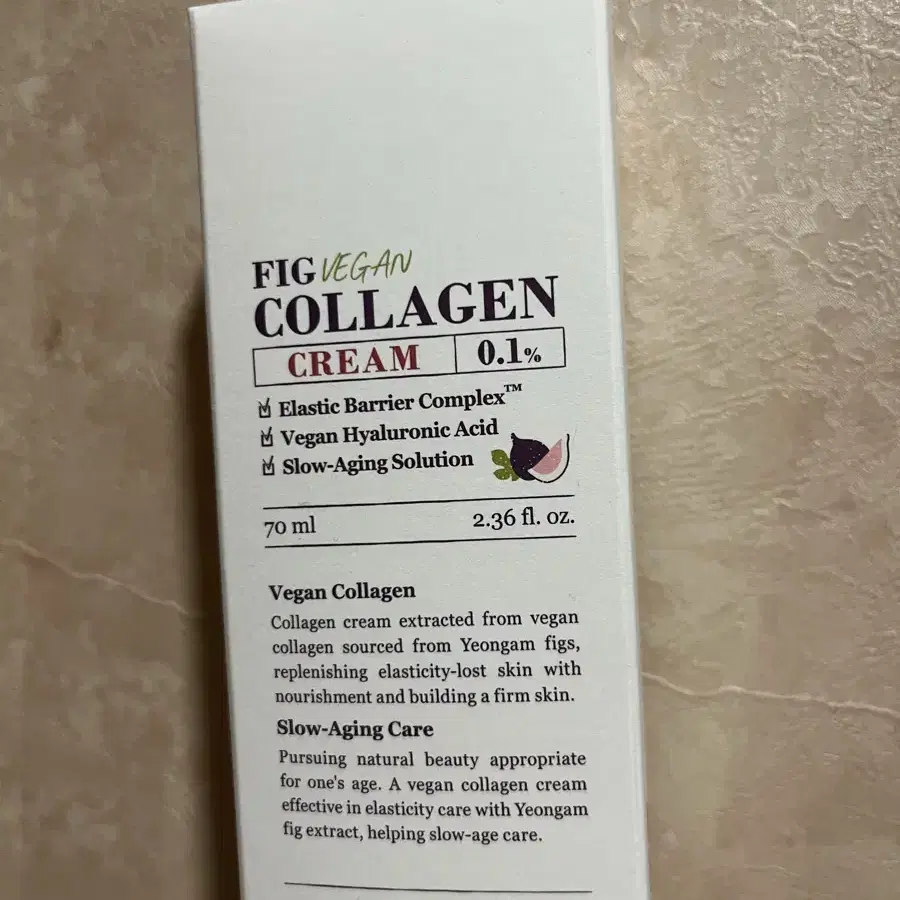 FIG VEGAN
COLLAGEN
CREAM 0.1%
Elastic Barrier Complex™
Vegan Hyaluronic Acid
Slow-Aging Solution
70 ml 2.36 fl. oz.
Vegan Collagen
Collagen cream extracted from vegan
collagen sourced from Yeongam figs,
replenishing elasticity-lost skin with
nourishment and building a firm skin.
Slow-Aging Care
Pursuing natural beauty appropriate
for one's age. A vegan collagen cream
effective in elasticity care with Yeongam
fig extract, helping slow-age care.